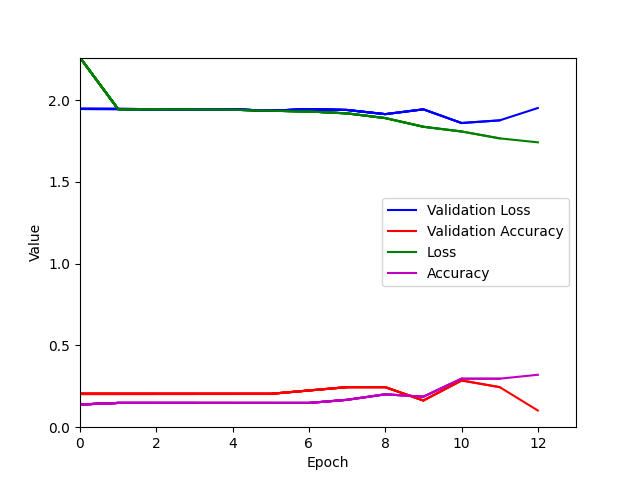 2.0
1.5
1.0
0.5
0.0
Value
Validation Loss
Validation Accuracy
Loss
Accuracy
0 2 4 6 8 10 12
Epoch